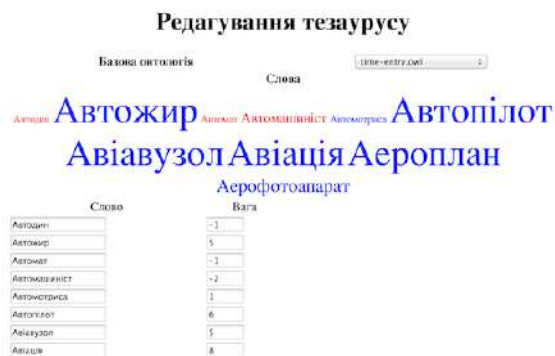 Редагування тезаурусу
Базова онтологія time-entry.owl
Слова
Автодин Автожир Автомат Автомашиніст Автомотриса Автопілот
Авіавузол Авіація Аероплан
Аерофотоапарат
Слово Вага
Автодин -1
Автожир 5
Автомат -1
Автомашиніст -2
Автомотриса 1
Автопілот 6
Авіавузол 5
Авіація 8